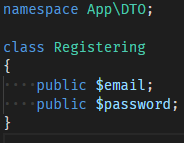 namespace App\DTO;
class Registering
{
    public $email;
    public $password;
}